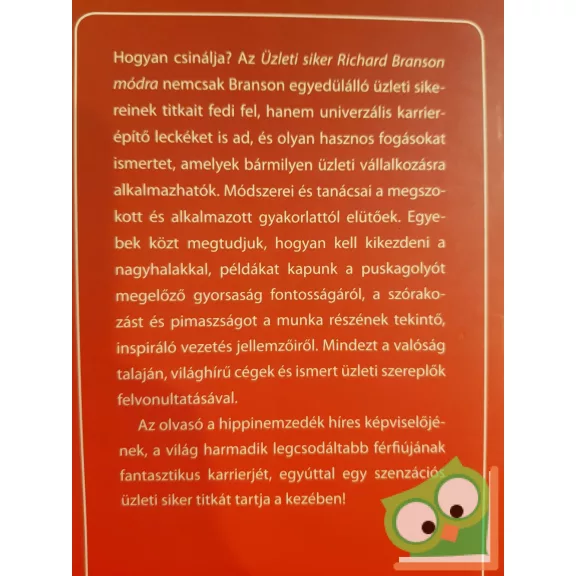 Hogyan csinálja? Az Üzleti siker Richard Branson
módra nemcsak Branson egyedülálló üzleti sike-
reinek titkait fedi fel, hanem univerzális karrier-
építő leckéket is ad, és olyan hasznos fogásokat
ismertet, amelyek bármilyen üzleti vállalkozásra
alkalmazhatók. Módszerei és tanácsai a megszo-
kott és alkalmazott gyakorlattól elütőek. Egye-
bek közt megtudjuk, hogyan kell kikezdeni a
nagyhalakkal, példákat kapunk a puskagolyót
megelőző gyorsaság fontosságáról, a szórako-
zást és pimaszságot a munka részének tekintő,
inspiráló vezetés jellemzőiről. Mindezt a valóság
talaján, világhírű cégek és ismert üzleti szereplők
felvonultatásával.
Az olvasó a hippinemzedék híres képviselőjé-
nek, a világ harmadik legcsodáltabb férfiújának
fantasztikus karrierjét, egyúttal egy szenzációs
üzleti siker titkát tartja a kezében!